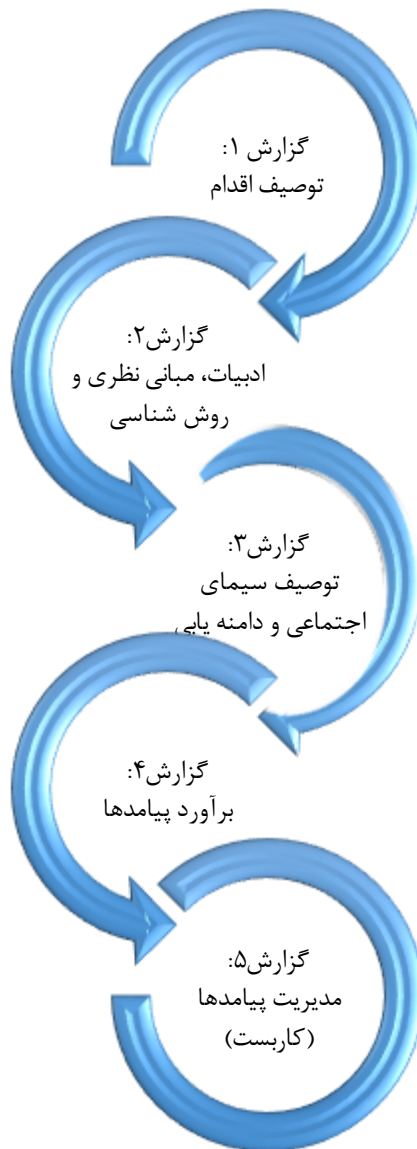 گزارش ۱:
توصیف اقدام
گزارش۲:
ادبیات، مبانی نظری و
روش شناسی
گزارش۳:
توصیف سیمای
اجتماعی و دامنه یابی
گزارش۴:
برآورد پیامدها
گزارش۵:
مدیریت پیامدها
(کاربست)